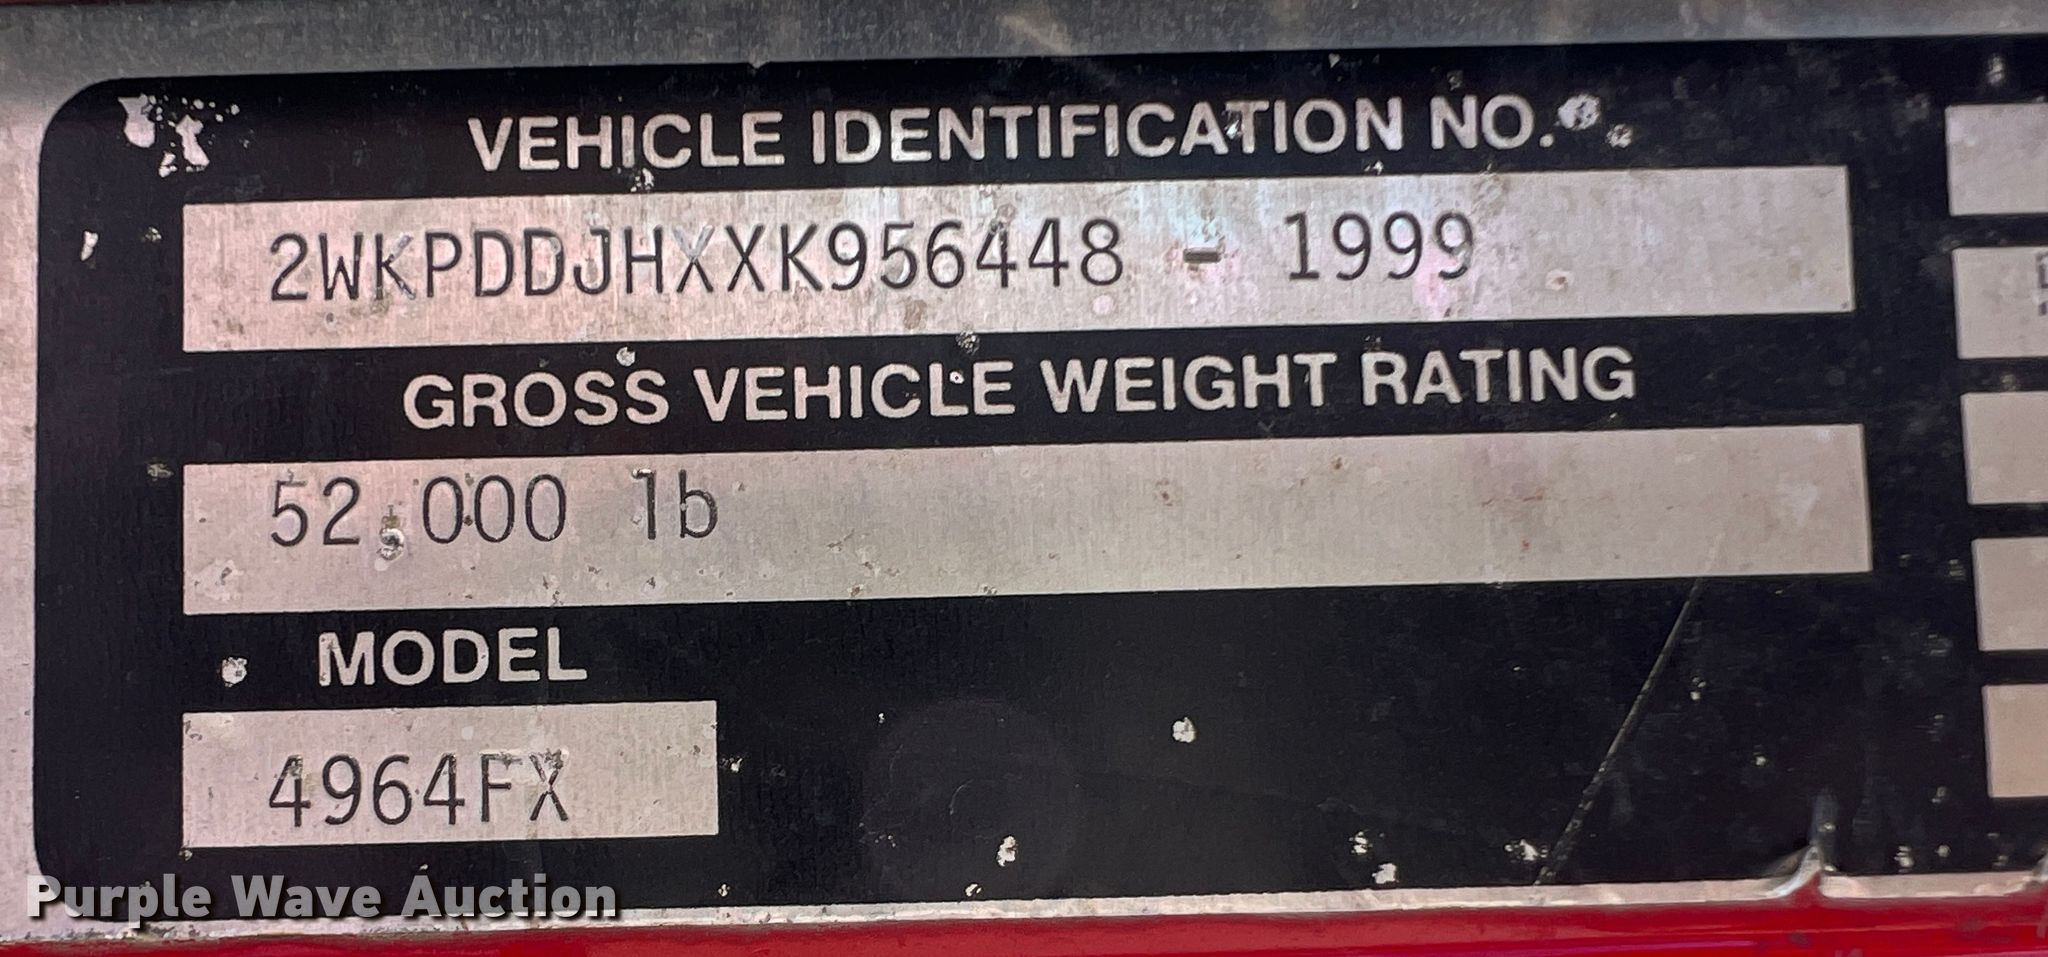 VEHICLE IDENTIFICATION NO.
2WKPDDJHXXK956448 - 1999
GROSS VEHICLE WEIGHT RATING
52,000 lb
MODEL
4964FX
Purple Wave Auction